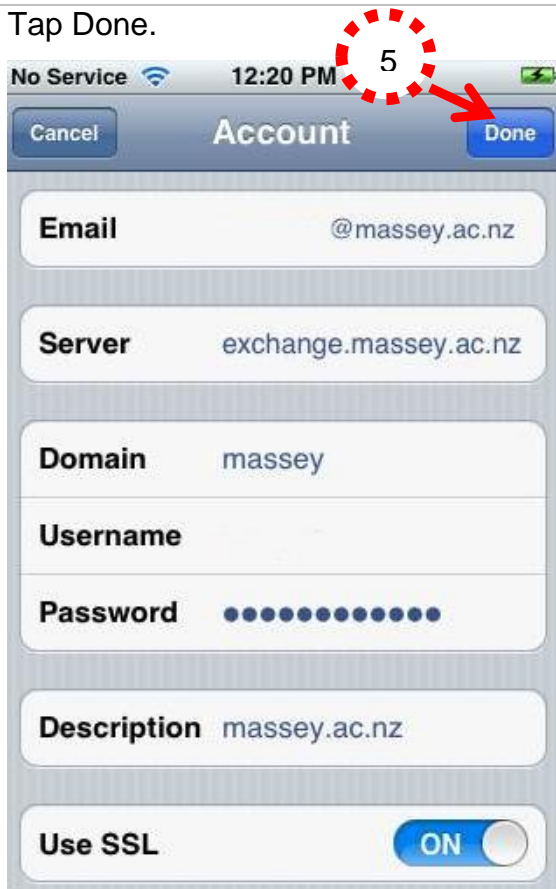 Tap Done.
5
No Service 12:20 PM
Cancel Account Done
Email @massey.ac.nz
Server exchange.massey.ac.nz
Domain massey
Username
Password ●●●●●●●●●●●●
Description massey.ac.nz
Use SSL ON